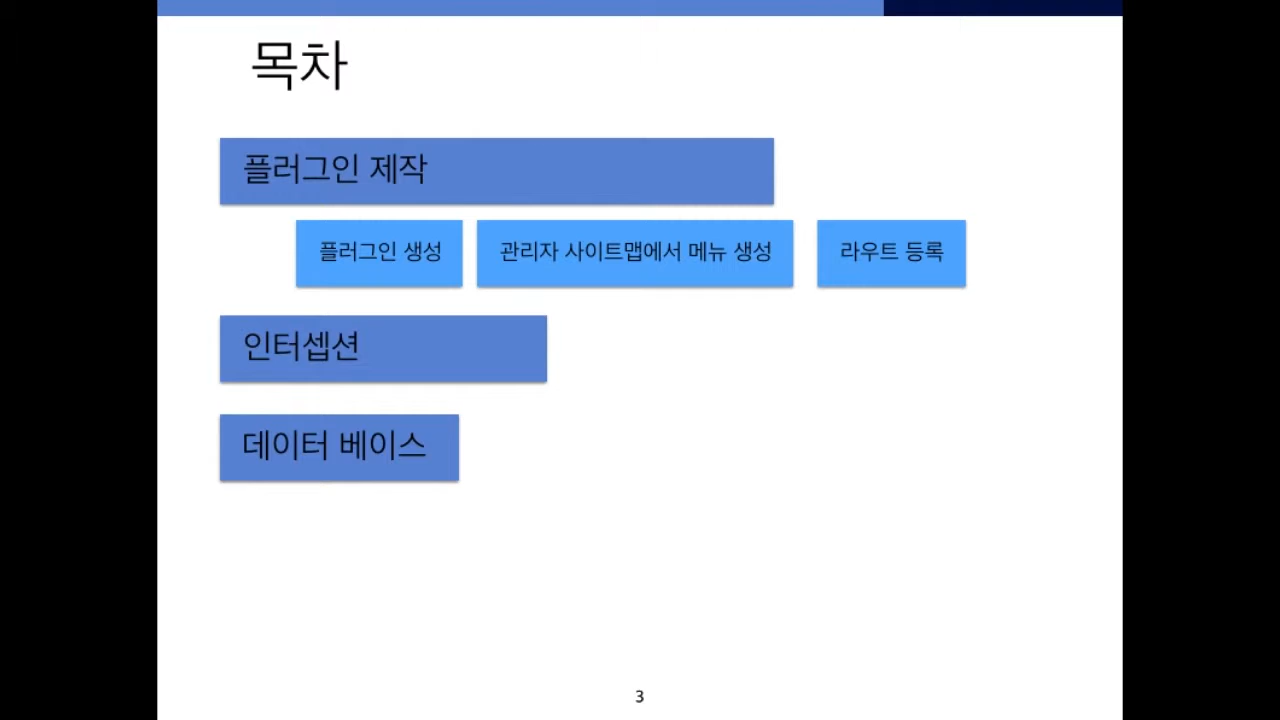 목차
플러그인 제작
플러그인 생성
관리자 사이트맵에서 메뉴 생성
라우트 등록
인터셉션
데이터 베이스
3